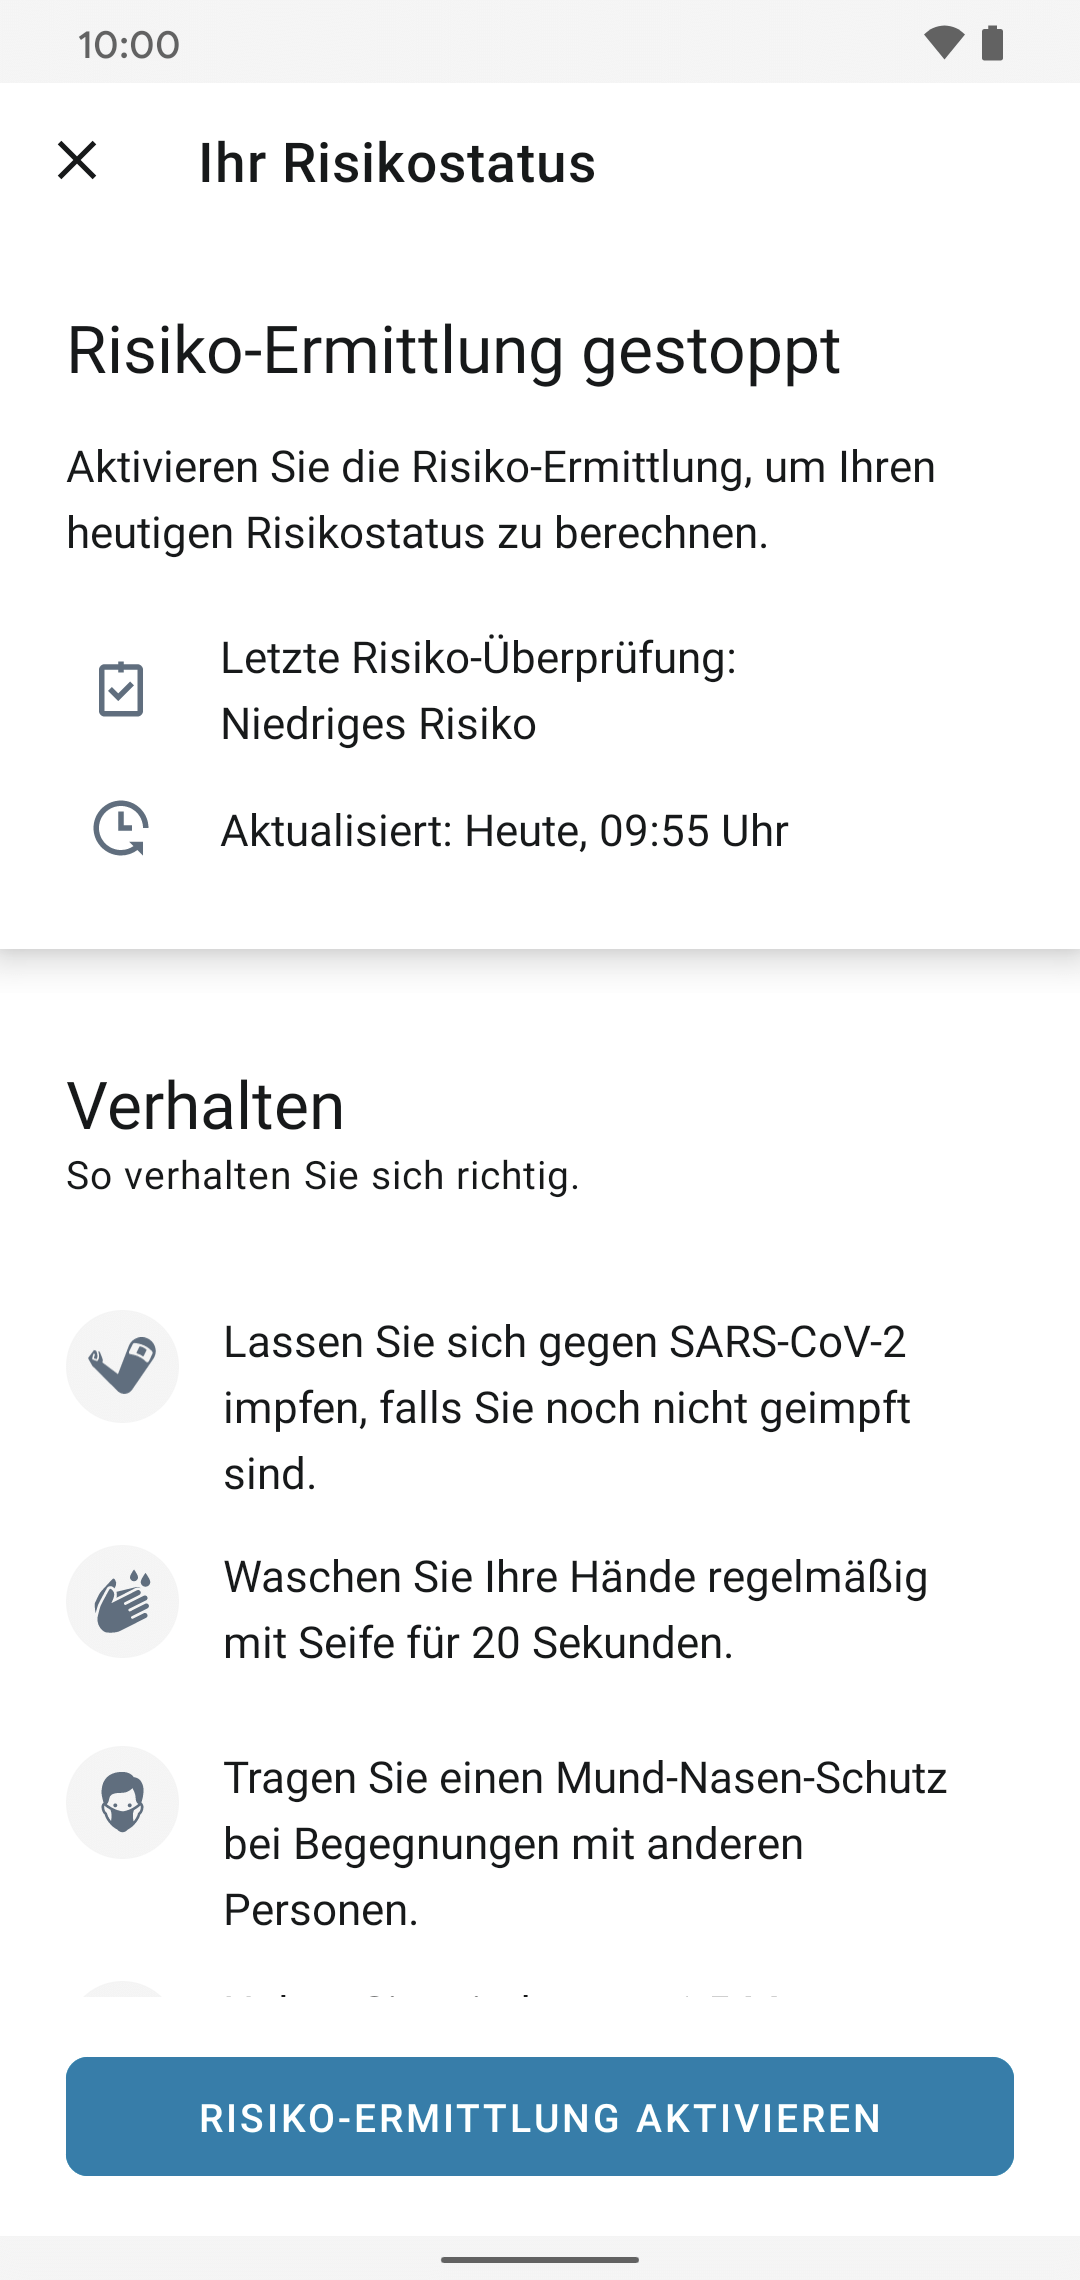 10:00
Ihr Risikostatus
Risiko-Ermittlung gestoppt
Aktivieren Sie die Risiko-Ermittlung, um Ihren
heutigen Risikostatus zu berechnen.
Letzte Risiko-Überprüfung:
Niedriges Risiko
Aktualisiert: Heute, 09:55 Uhr
Verhalten
So verhalten Sie sich richtig.
Lassen Sie sich gegen SARS-CoV-2
impfen, falls Sie noch nicht geimpft
sind.
Waschen Sie Ihre Hände regelmäßig
mit Seife für 20 Sekunden.
Tragen Sie einen Mund-Nasen-Schutz
bei Begegnungen mit anderen
Personen.
RISIKO-ERMITTLUNG AKTIVIEREN